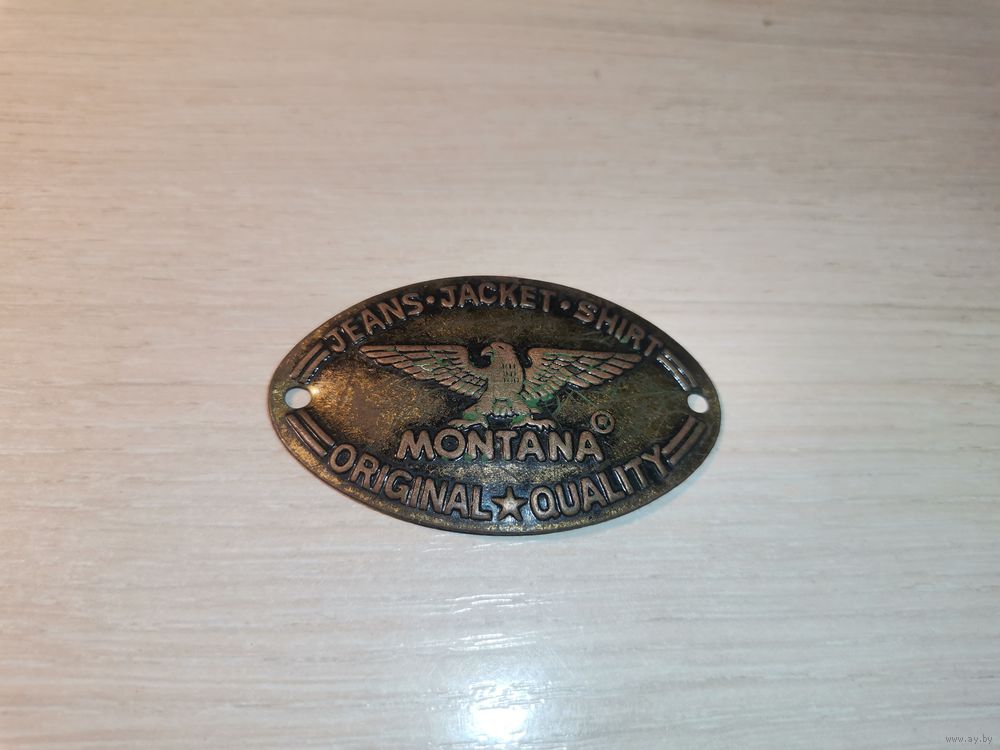 JEANS · JACKET · SHIRT
MONTANA®
ORIGINAL ★ QUALITY
www.ay.by